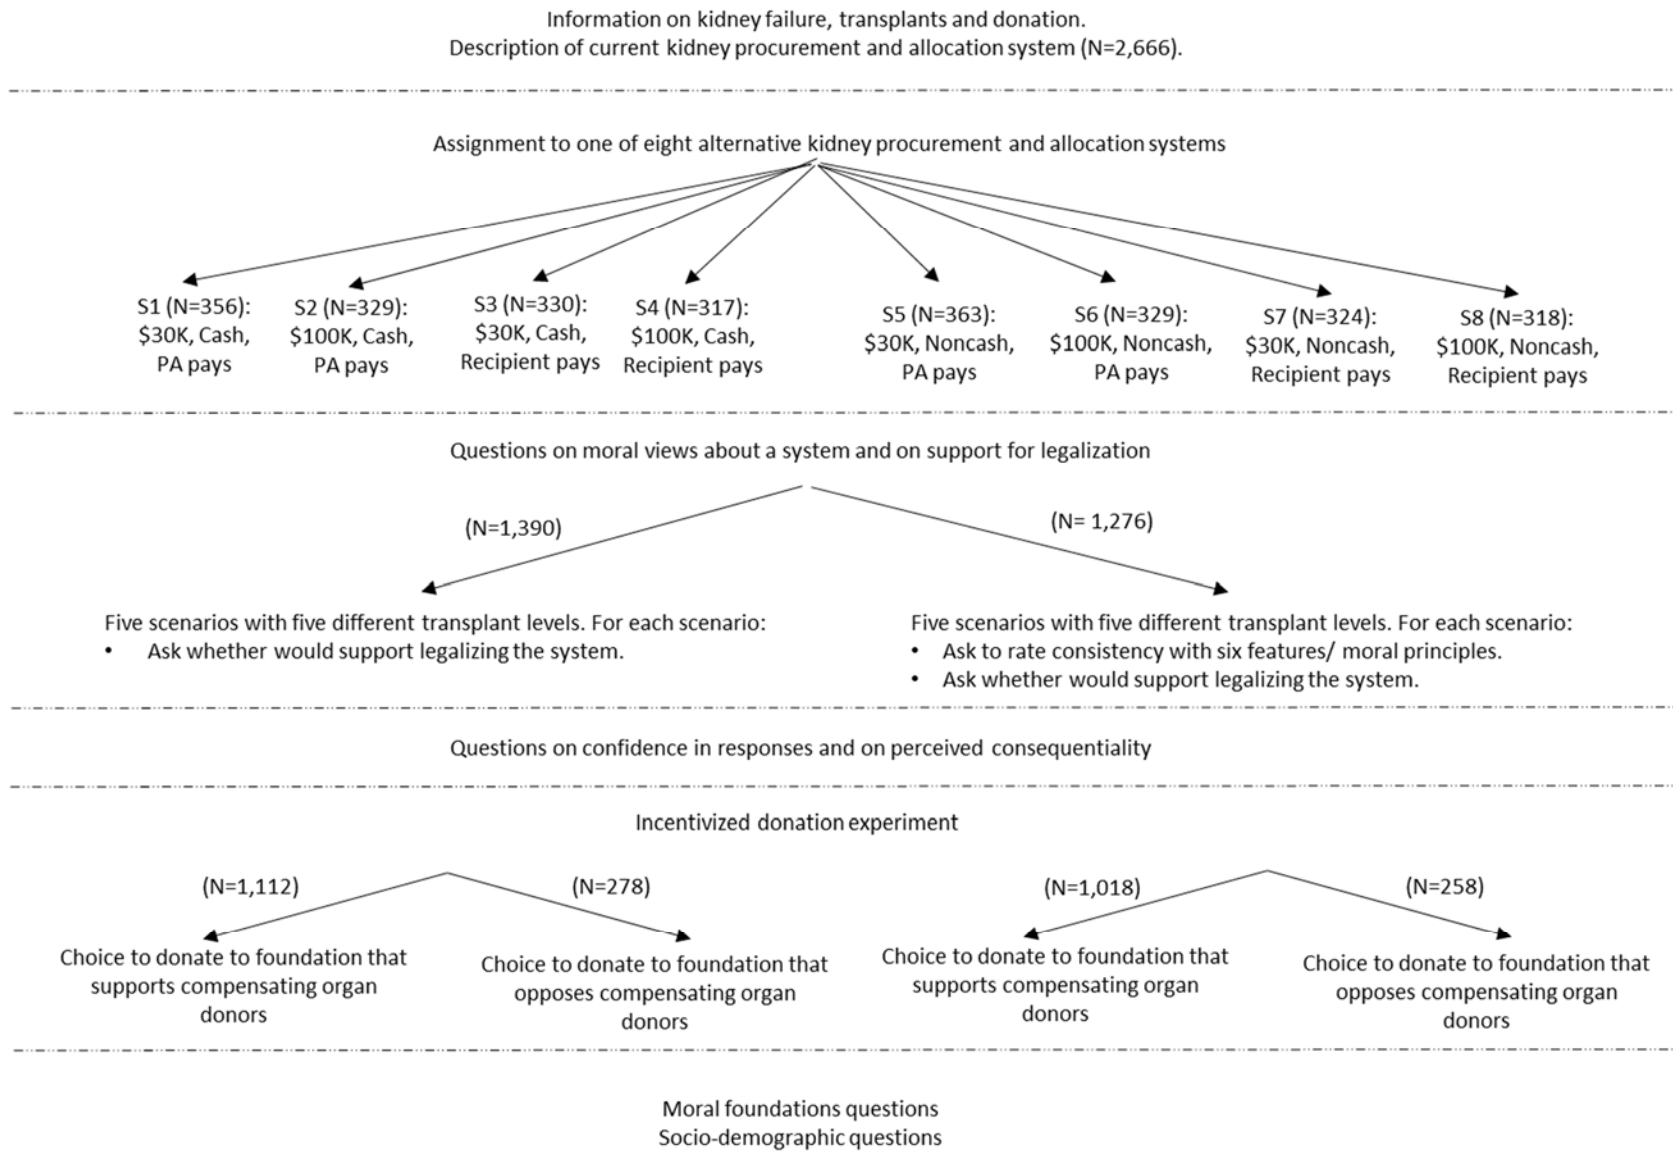 Information on kidney failure, transplants and donation.
Description of current kidney procurement and allocation system (N=2,666).
Assignment to one of eight alternative kidney procurement and allocation systems
S1 (N=356):
$30K, Cash,
PA pays
S2 (N=329):
$100K, Cash,
PA pays
S3 (N=330):
$30K, Cash,
Recipient pays
S4 (N=317):
$100K, Cash,
Recipient pays
S5 (N=363):
$30K, Noncash,
PA pays
S6 (N=329):
$100K, Noncash,
PA pays
S7 (N=324):
$30K, Noncash,
Recipient pays
S8 (N=318):
$100K, Noncash,
Recipient pays
Questions on moral views about a system and on support for legalization
(N=1,390)
(N= 1,276)
Five scenarios with five different transplant levels. For each scenario:
• Ask whether would support legalizing the system.
Five scenarios with five different transplant levels. For each scenario:
• Ask to rate consistency with six features/ moral principles.
• Ask whether would support legalizing the system.
Questions on confidence in responses and on perceived consequentiality
Incentivized donation experiment
(N=1,112)
(N=278)
(N=1,018)
(N=258)
Choice to donate to foundation that
supports compensating organ
donors
Choice to donate to foundation that
opposes compensating organ
donors
Choice to donate to foundation that
supports compensating organ
donors
Choice to donate to foundation that
opposes compensating organ
donors
Moral foundations questions
Socio-demographic questions